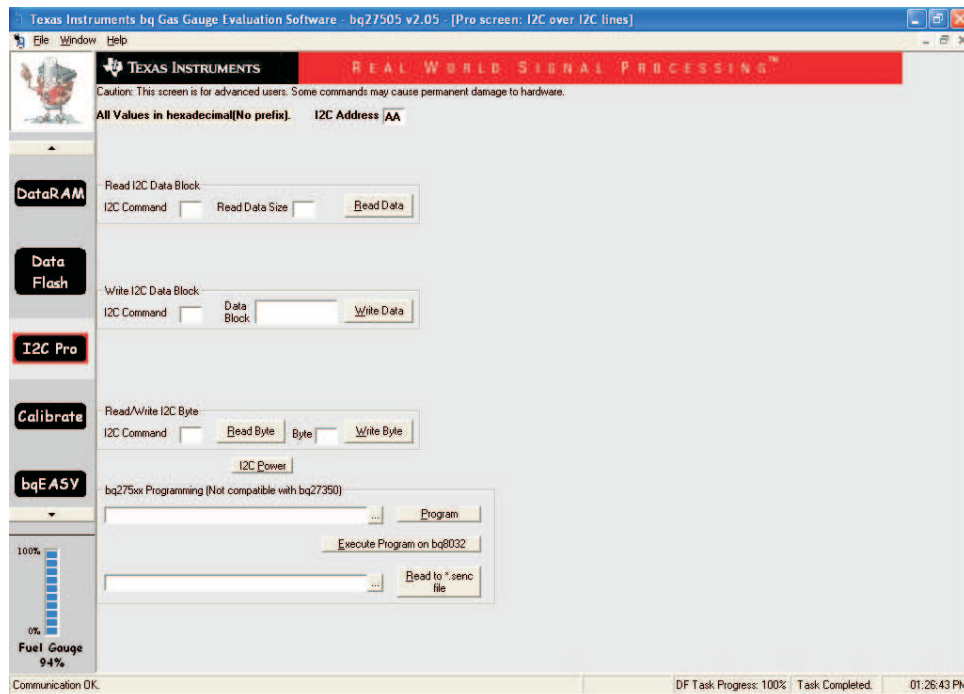 Texas Instruments bq Gas Gauge Evaluation Software - bq27505 v2.05 - [Pro screen: I2C over I2C lines]
File Window Help
TEXAS INSTRUMENTS REAL WORLD SIGNAL PROCESSING™
Caution: This screen is for advanced users. Some commands may cause permanent damage to hardware.
All Values in hexadecimal(No prefix). I2C Address AA
DataRAM
Data
Flash
I2C Pro
Calibrate
bqEASY
100%
0%
Fuel Gauge
94%
Read I2C Data Block
I2C Command Read Data Size Read Data
Write I2C Data Block
I2C Command Data Block Write Data
Read/Write I2C Byte
I2C Command Read Byte Byte Write Byte
I2C Power
bq275xx Programming (Not compatible with bq27350)
... Program
Execute Program on bq8032
... Read to *.senc file
Communication OK. DF Task Progress: 100% Task Completed. 01:26:43 PM